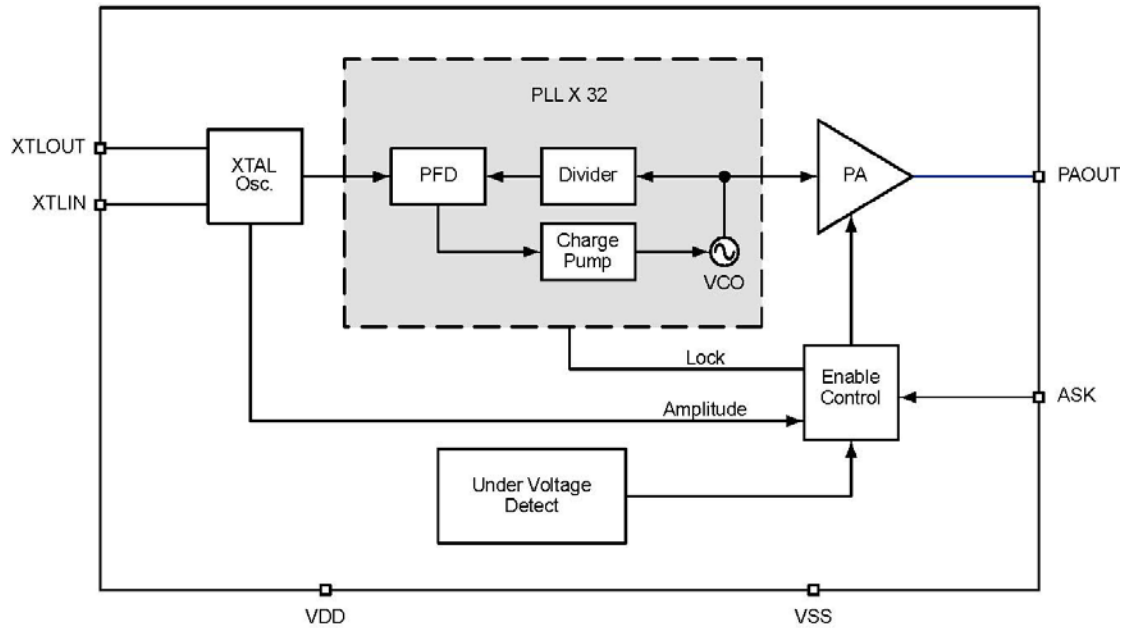 PLL X 32
XTLOUT
XTLIN
XTAL
Osc.
PFD
Divider
PA
PAOUT
Charge
Pump
VCO
Lock
Enable
Control
ASK
Amplitude
Under Voltage
Detect
VDD
VSS